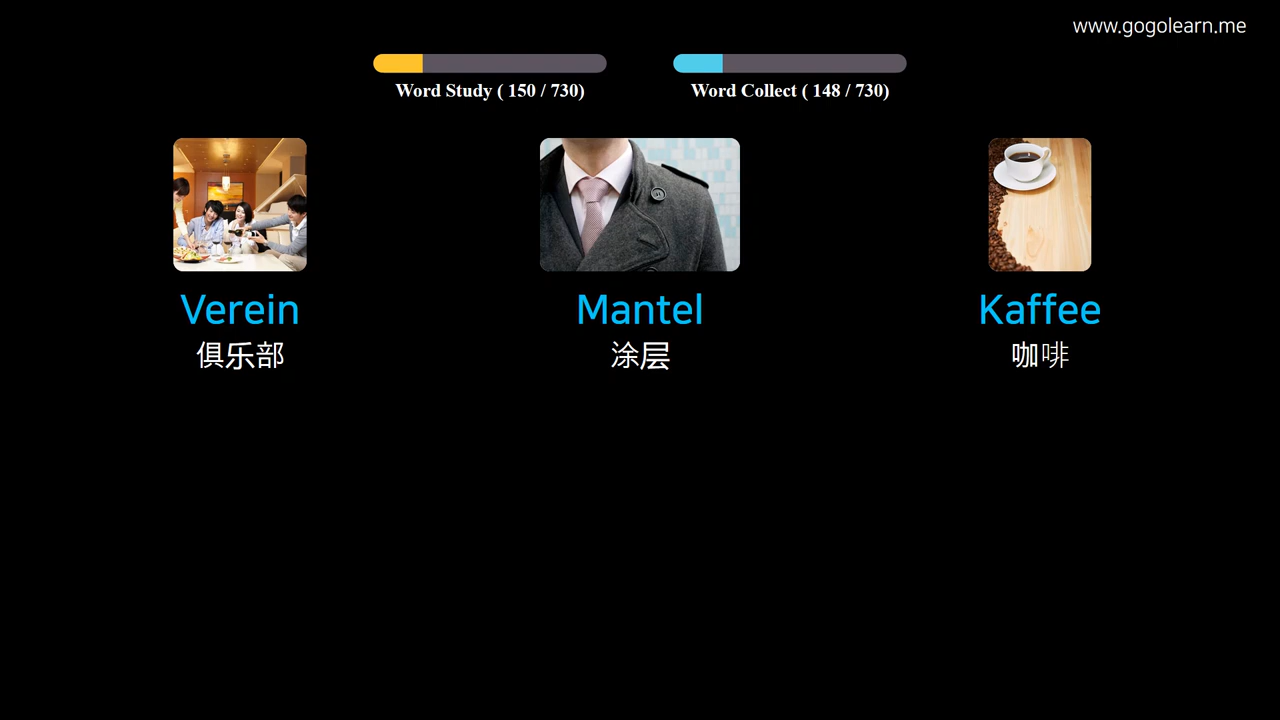 www.gogolearn.me
Word Study ( 150 / 730)
Word Collect ( 148 / 730)
Verein
Mantel
Kaffee
俱乐部
涂层
咖啡